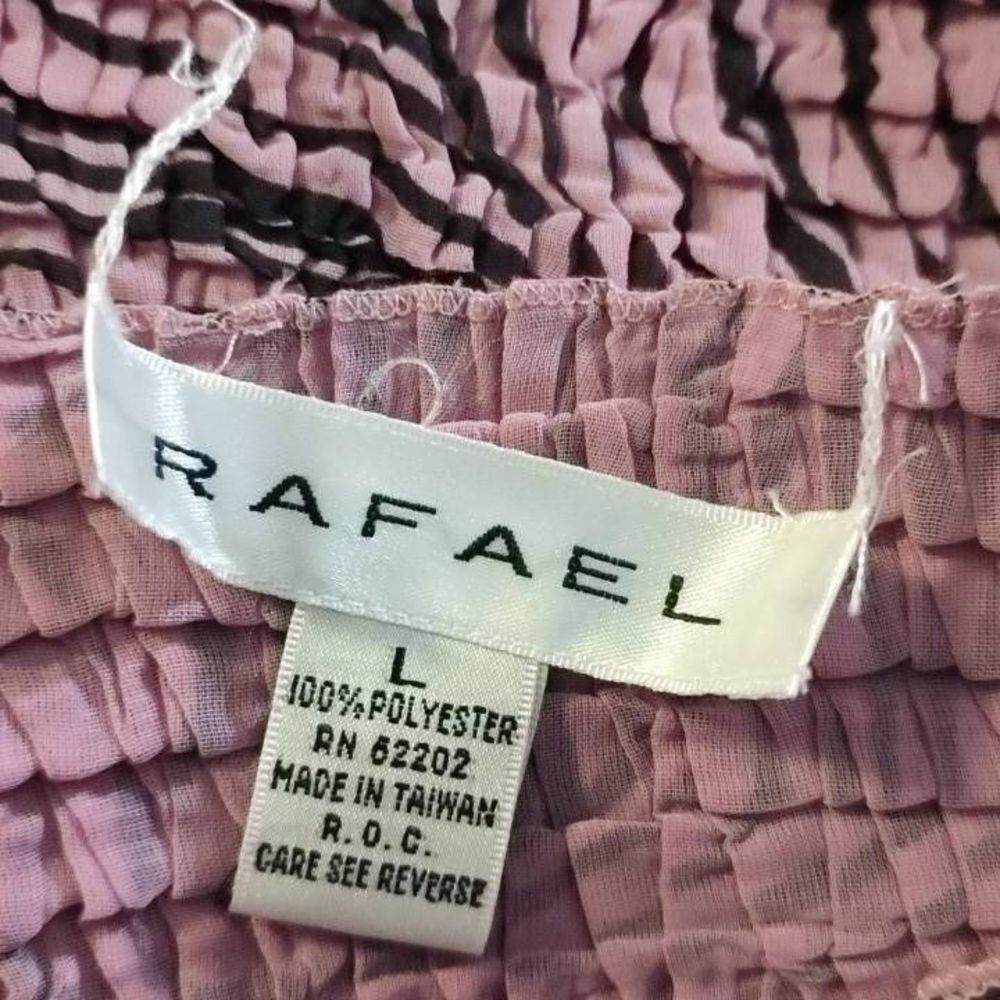 RAFAEL
L
100% POLYESTER
RN 62202
MADE IN TAIWAN
R.O.C.
CARE SEE REVERSE